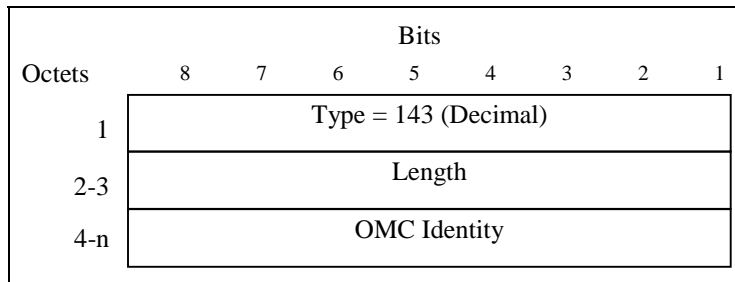 Bits
Octets 8 7 6 5 4 3 2 1
1 Type = 143 (Decimal)
2-3 Length
4-n OMC Identity